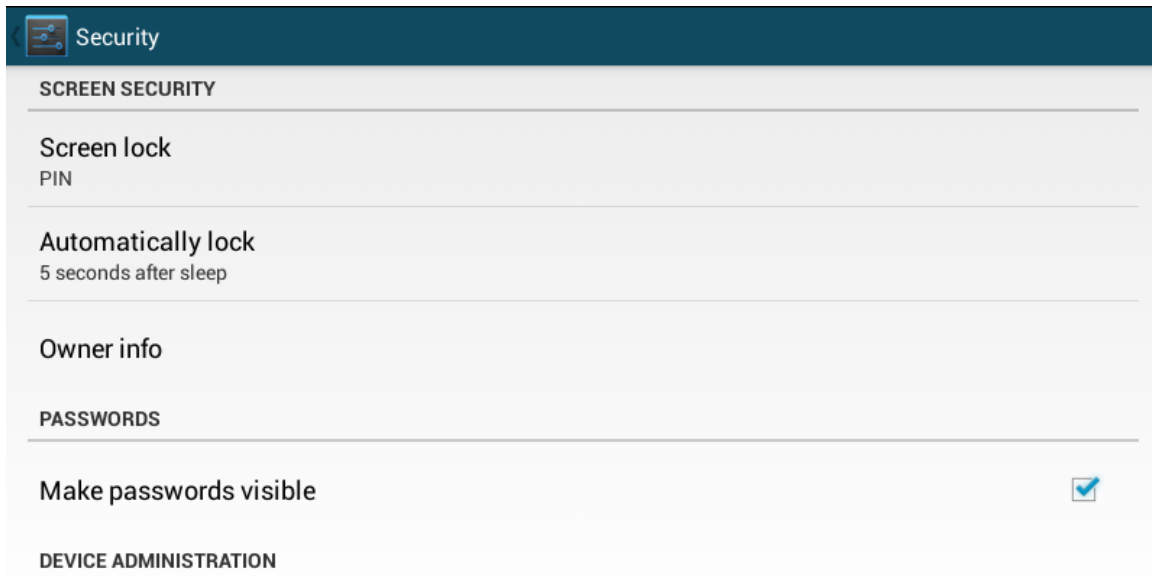 Security
SCREEN SECURITY
Screen lock
PIN
Automatically lock
5 seconds after sleep
Owner info
PASSWORDS
Make passwords visible
DEVICE ADMINISTRATION